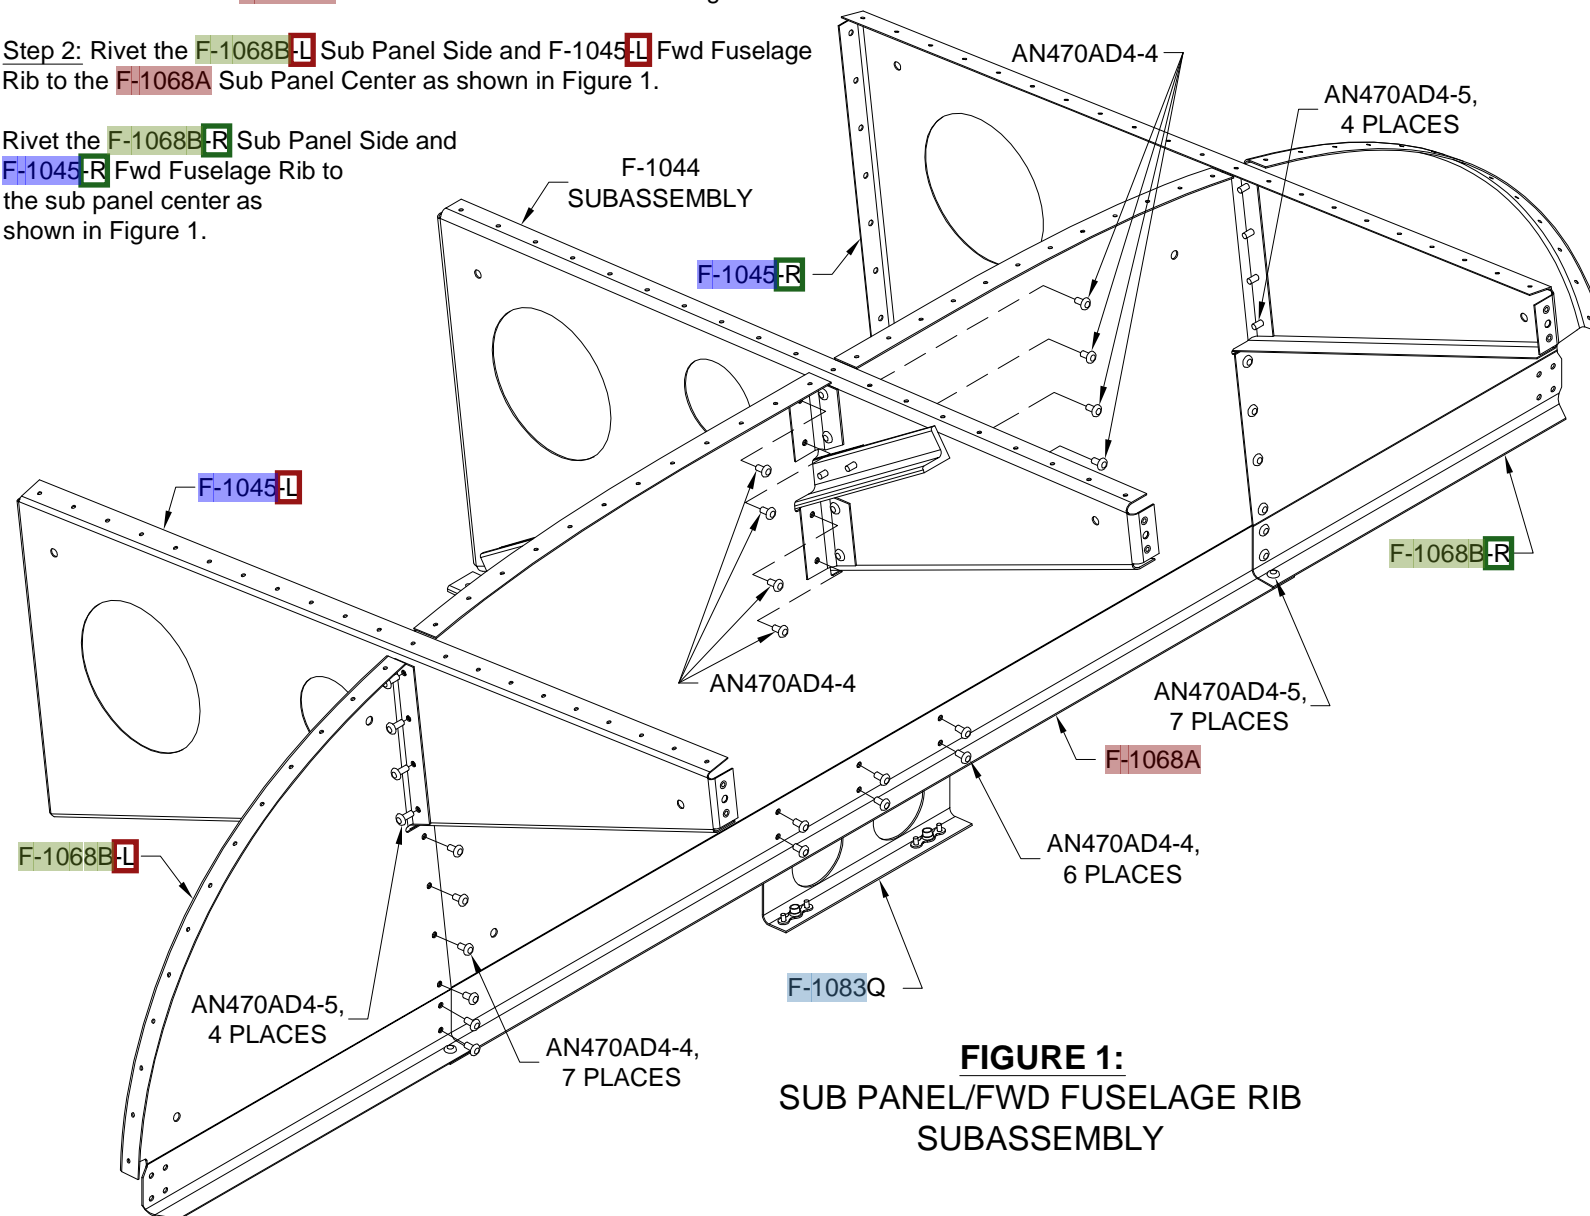 Step 2: Rivet the F-1068B-L Sub Panel Side and F-1045-L Fwd Fuselage
Rib to the F-1068A Sub Panel Center as shown in Figure 1.
Rivet the F-1068B-R Sub Panel Side and
F-1045-R Fwd Fuselage Rib to
the sub panel center as
shown in Figure 1.
AN470AD4-4
AN470AD4-5,
4 PLACES
F-1044
SUBASSEMBLY
F-1045-R
F-1045-L
F-1068B-R
AN470AD4-4
AN470AD4-5,
7 PLACES
F-1068A
AN470AD4-4,
6 PLACES
F-1068B-L
F-1083Q
AN470AD4-5,
4 PLACES
AN470AD4-4,
7 PLACES
FIGURE 1:
SUB PANEL/FWD FUSELAGE RIB
SUBASSEMBLY